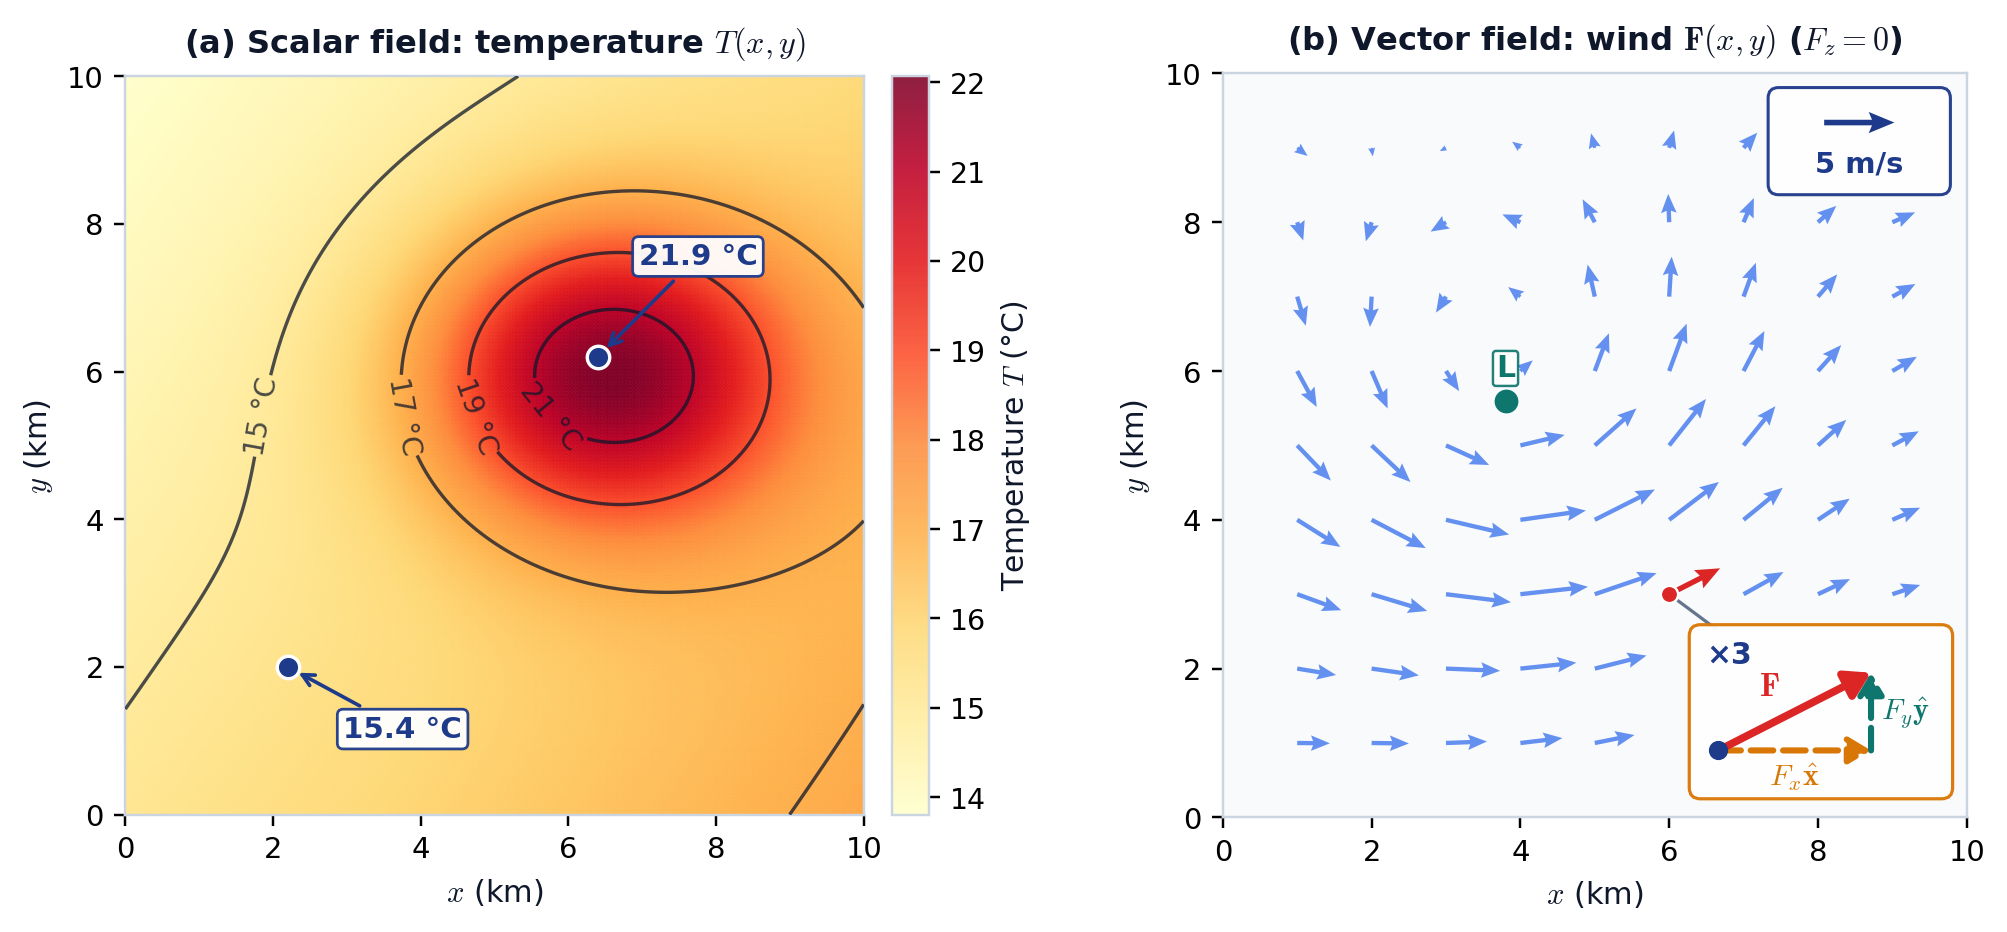 (a) Scalar field: temperature T(x, y)
10
8
6
4
2
0
0 2 4 6 8 10
x (km)
y (km)
15 °C
17 °C
19 °C
21 °C
21.9 °C
15.4 °C
22
21
20
19
18
17
16
15
14
Temperature T (°C)
(b) Vector field: wind F(x, y) (F_z = 0)
10
8
6
4
2
0
0 2 4 6 8 10
x (km)
y (km)
5 m/s
L
×3
F
F_y ŷ
F_x x̂